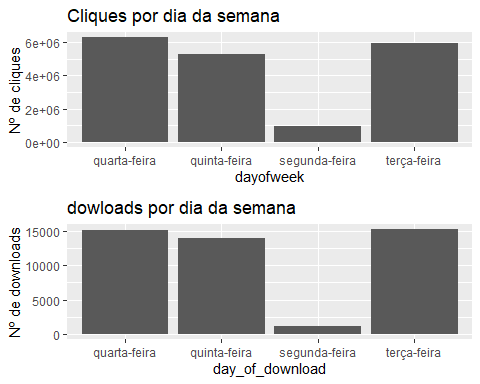 Cliques por dia da semana
Nº de cliques
6e+06
4e+06
2e+06
0e+00
quarta-feira quinta-feira segunda-feira terça-feira
dayofweek
dowloads por dia da semana
Nº de downloads
15000
10000
5000
0
quarta-feira quinta-feira segunda-feira terça-feira
day_of_download